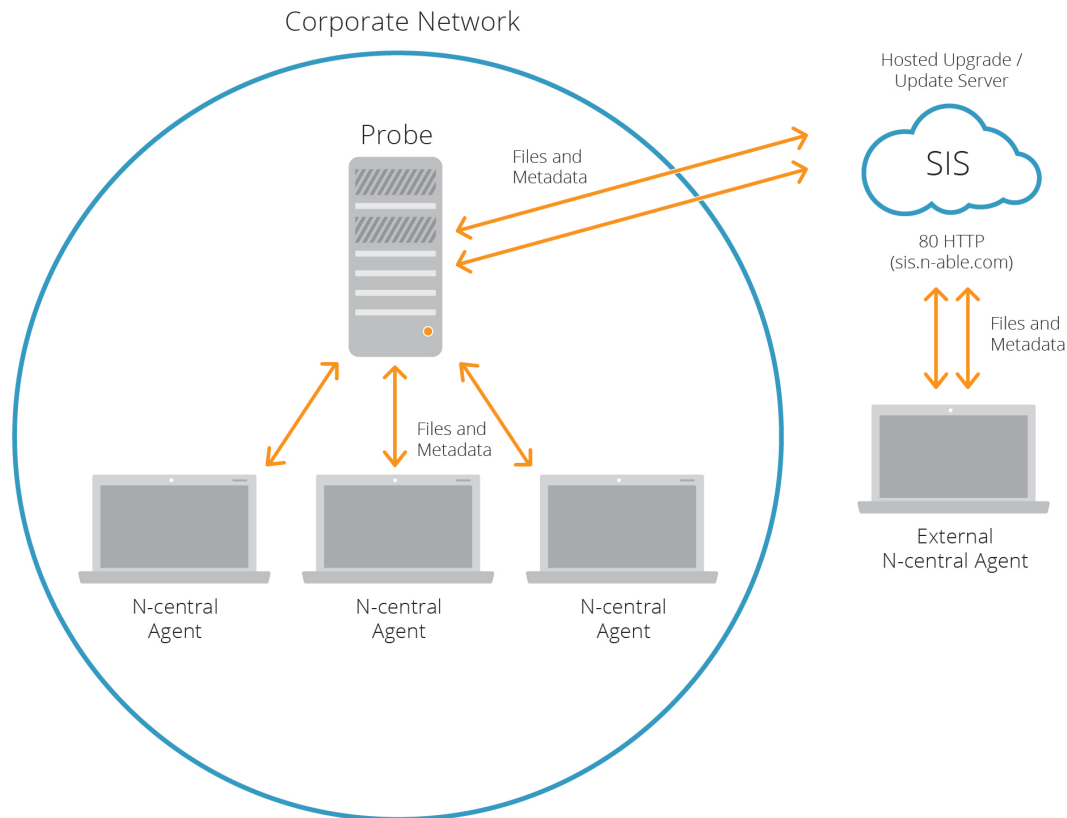 Corporate Network
Hosted Upgrade /
Update Server
Probe
Files and
Metadata
SIS
80 HTTP
(sis.n-able.com)
Files and
Metadata
Files and
Metadata
N-central
Agent
N-central
Agent
N-central
Agent
External
N-central Agent